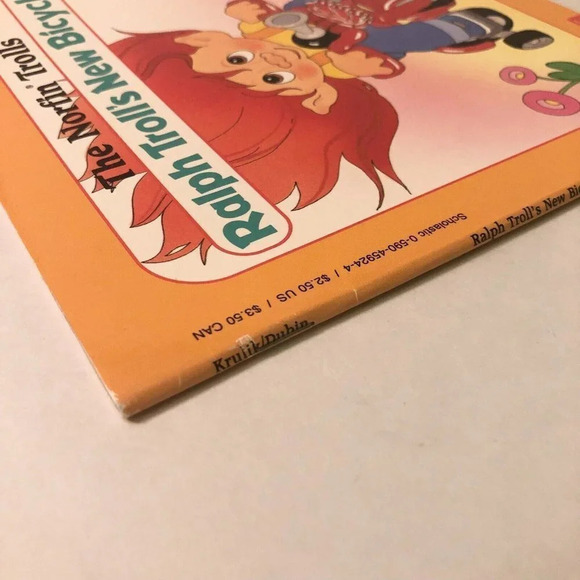 The Norfin® Trolls
Ralph Troll's New Bicycl
Scholastic 0-590-45924-4 / $2.50 US / $3.50 CAN
Ralph Troll's New Bi
Krulik/Dubin